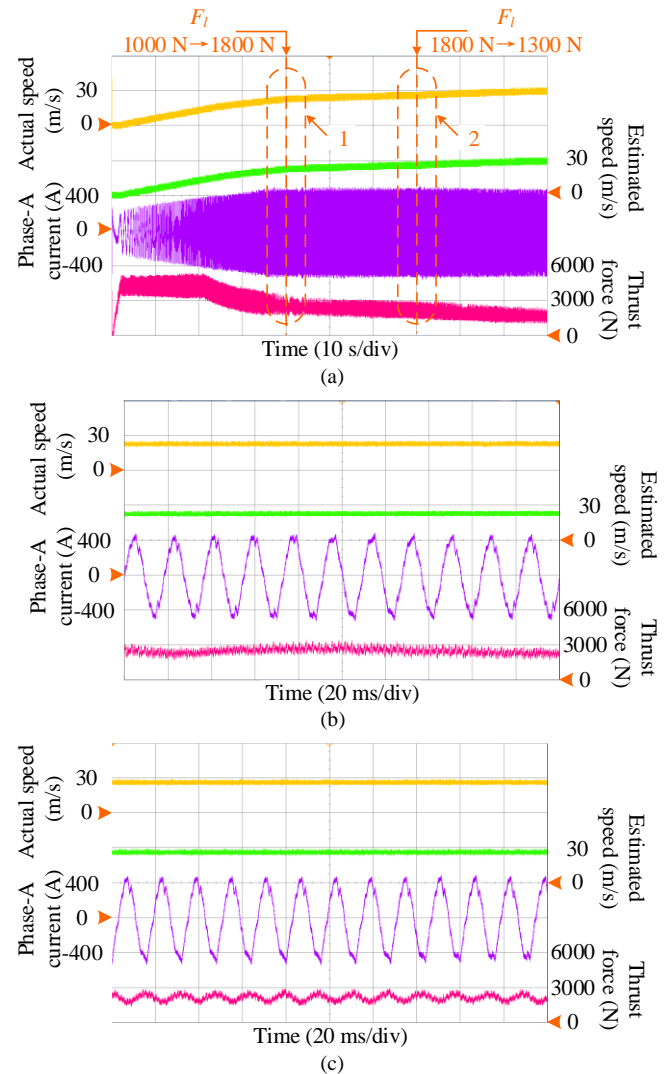 F_l
1000 N→1800 N
F_l
1800 N→1300 N
Actual speed
(m/s)
30
0
1
2
Estimated
speed (m/s)
30
0
Phase-A
current (A)
400
0
-400
Thrust
force (N)
6000
3000
0
Time (10 s/div)
(a)
Actual speed
(m/s)
30
0
Estimated
speed (m/s)
30
0
Phase-A
current (A)
400
0
-400
Thrust
force (N)
6000
3000
0
Time (20 ms/div)
(b)
Actual speed
(m/s)
30
0
Estimated
speed (m/s)
30
0
Phase-A
current (A)
400
0
-400
Thrust
force (N)
6000
3000
0
Time (20 ms/div)
(c)